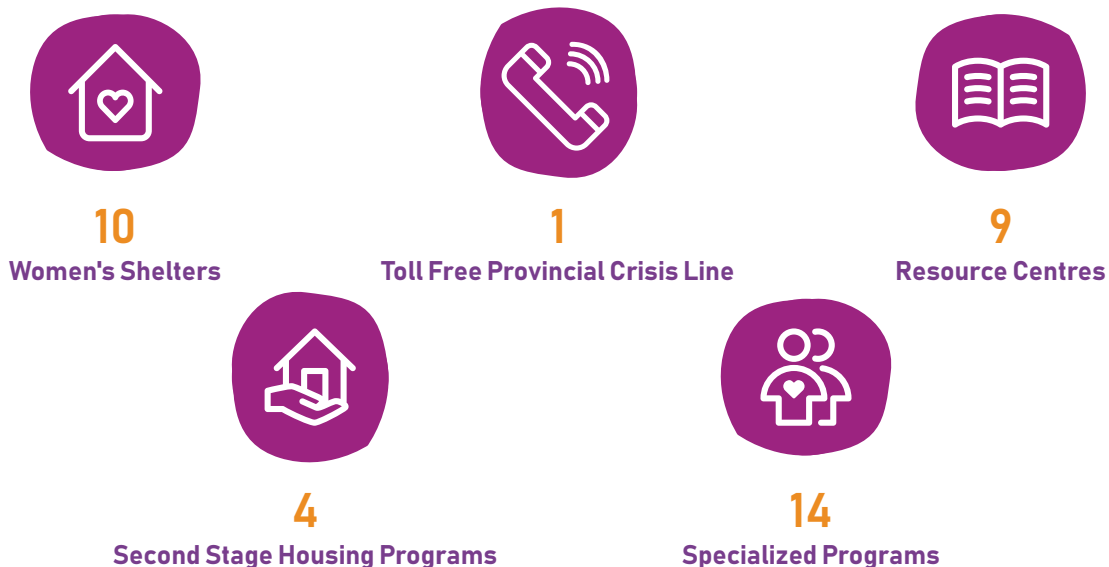 10
Women's Shelters
1
Toll Free Provincial Crisis Line
9
Resource Centres
4
Second Stage Housing Programs
14
Specialized Programs